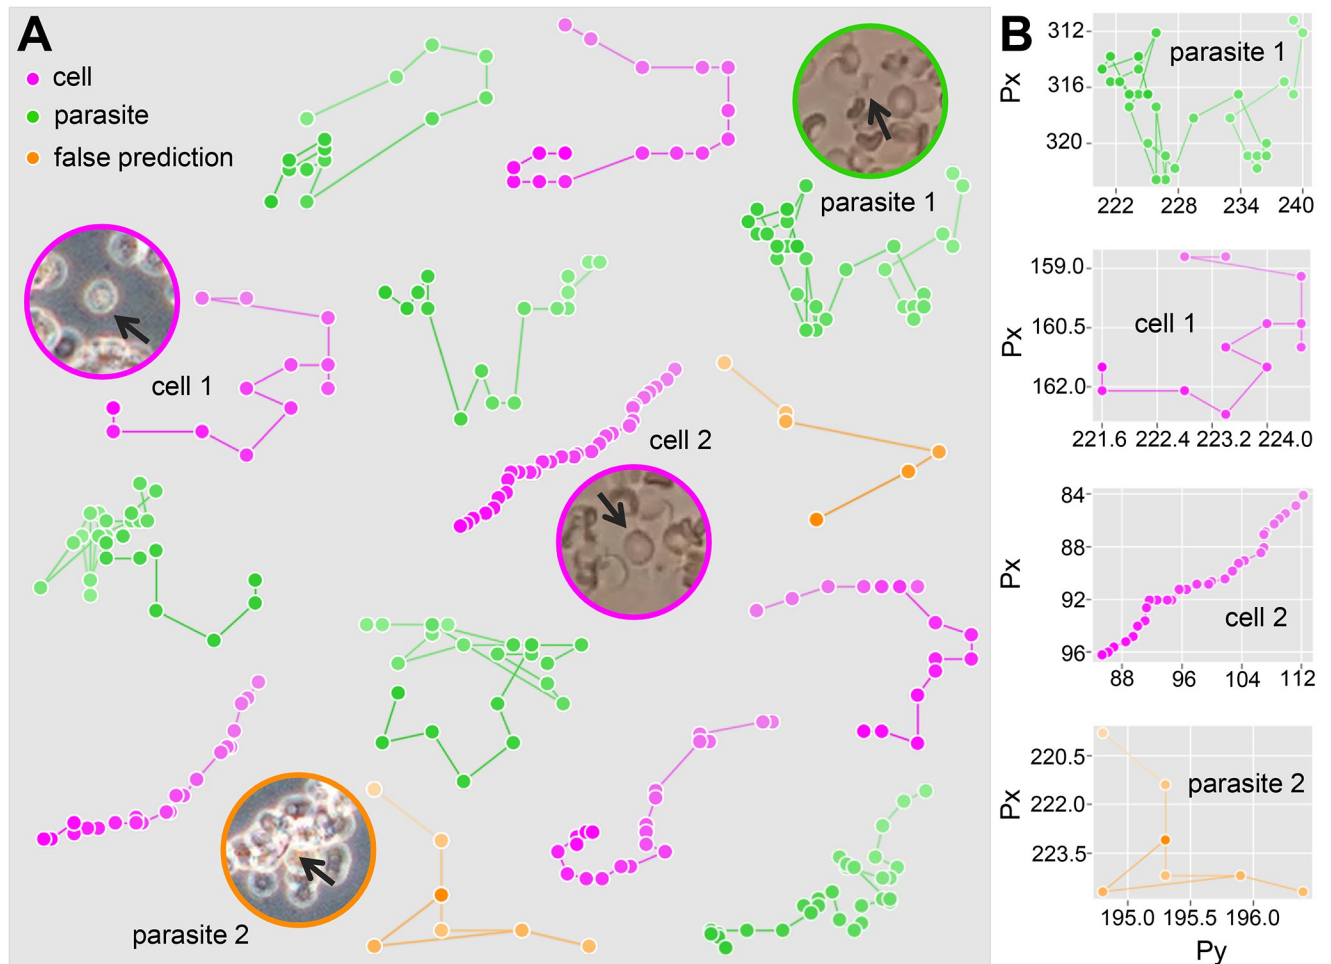 A
cell
parasite
false prediction
parasite 1
cell 1
cell 2
parasite 2
B
Px
312
316
320
parasite 1
222 228 234 240
Px
159.0
160.5
162.0
cell 1
221.6 222.4 223.2 224.0
Px
84
88
92
96
cell 2
88 96 104 112
Px
220.5
222.0
223.5
parasite 2
195.0 195.5 196.0
Py